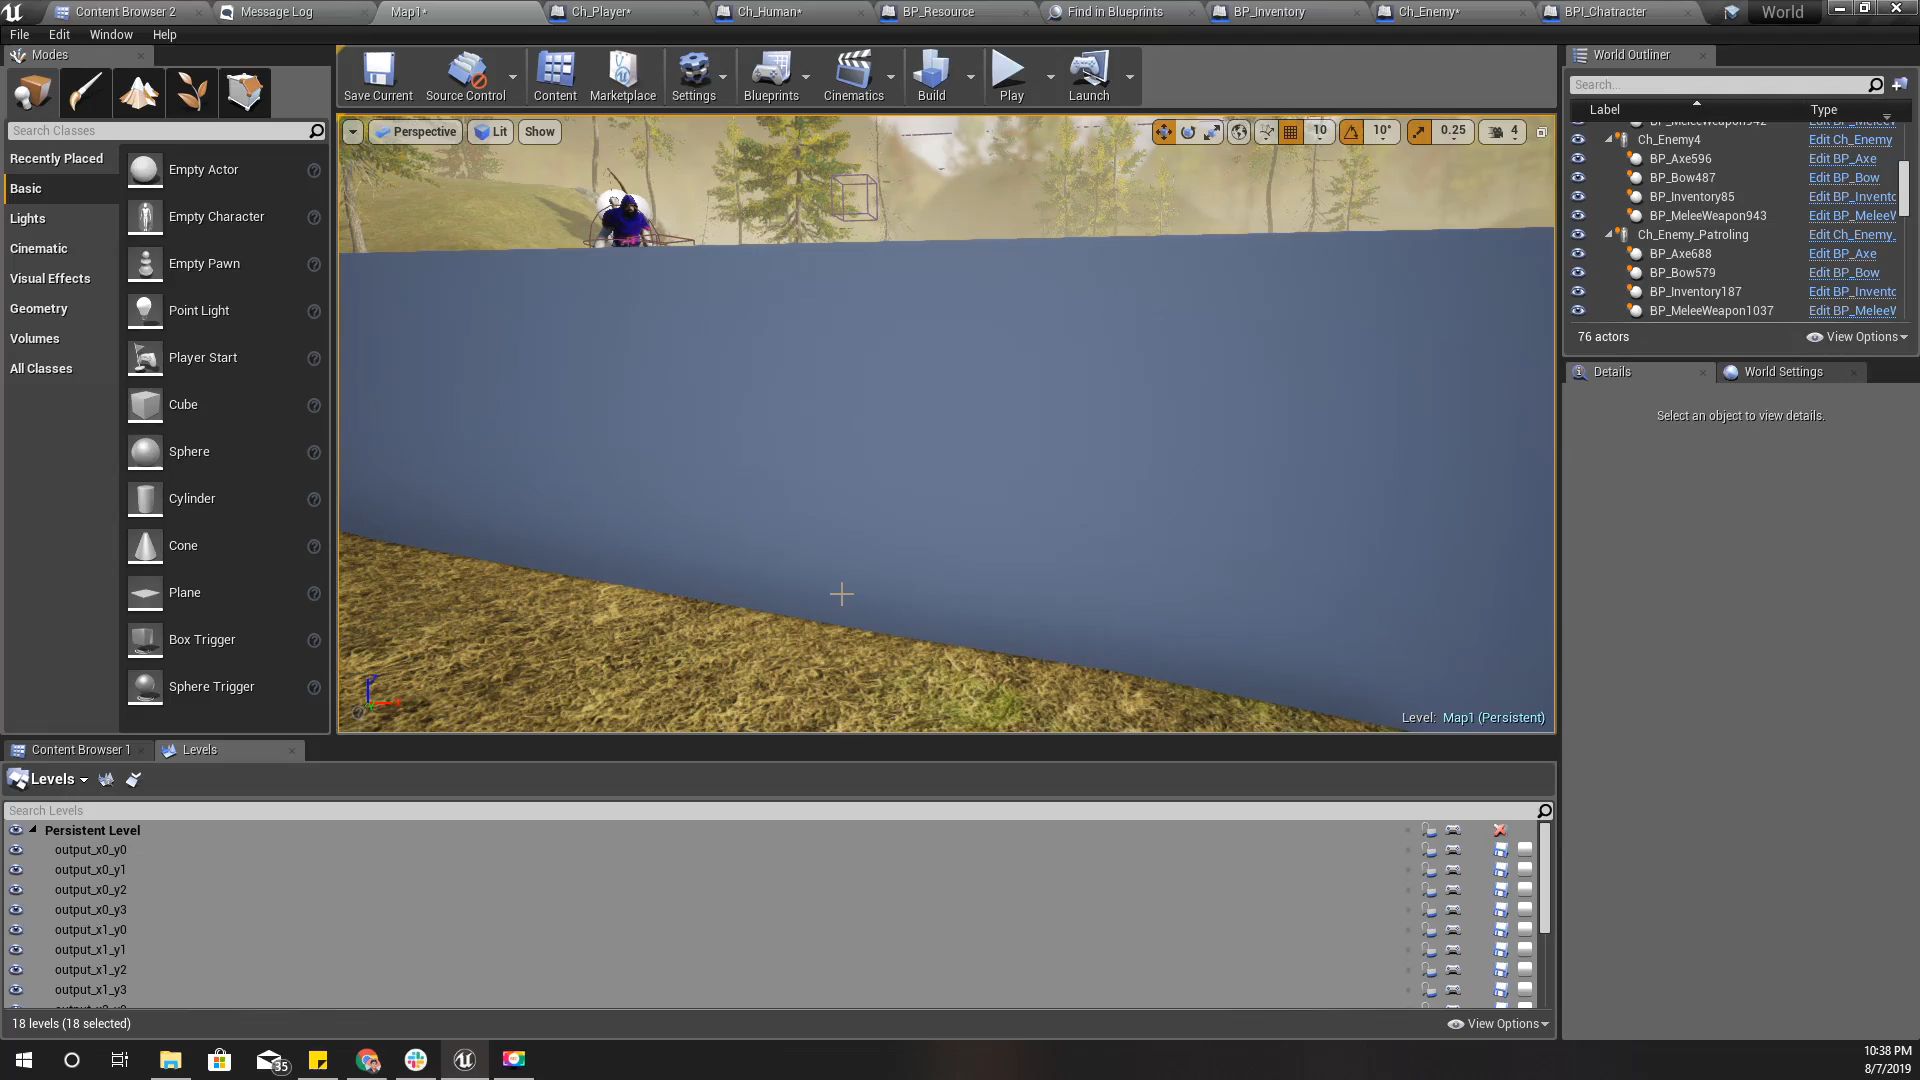 Content Browser 2
Message Log
Map1*
Ch_Player*
Ch_Human*
BP_Resource
Find in Blueprints
BP_Inventory
Ch_Enemy*
BPI_Chatracter
World
File Edit Window Help
Modes
Search Classes
Recently Placed
Basic
Lights
Cinematic
Visual Effects
Geometry
Volumes
All Classes
Empty Actor
Empty Character
Empty Pawn
Point Light
Player Start
Cube
Sphere
Cylinder
Cone
Plane
Box Trigger
Sphere Trigger
Save Current
Source Control
Content
Marketplace
Settings
Blueprints
Cinematics
Build
Play
Launch
Perspective
Lit
Show
10
10°
0.25
4
Level: Map1 (Persistent)
World Outliner
Search...
Label Type
Ch_Enemy4 Edit Ch_Enemy
BP_Axe596 Edit BP_Axe
BP_Bow487 Edit BP_Bow
BP_Inventory85 Edit BP_Invento
BP_MeleeWeapon943 Edit BP_MeleeW
Ch_Enemy_Patroling Edit Ch_Enemy_
BP_Axe688 Edit BP_Axe
BP_Bow579 Edit BP_Bow
BP_Inventory187 Edit BP_Invento
BP_MeleeWeapon1037 Edit BP_MeleeW
76 actors
View Options
Details
World Settings
Select an object to view details.
Content Browser 1
Levels
Levels
Search Levels
Persistent Level
output_x0_y0
output_x0_y1
output_x0_y2
output_x0_y3
output_x1_y0
output_x1_y1
output_x1_y2
output_x1_y3
18 levels (18 selected)
View Options
35
10:38 PM
8/7/2019